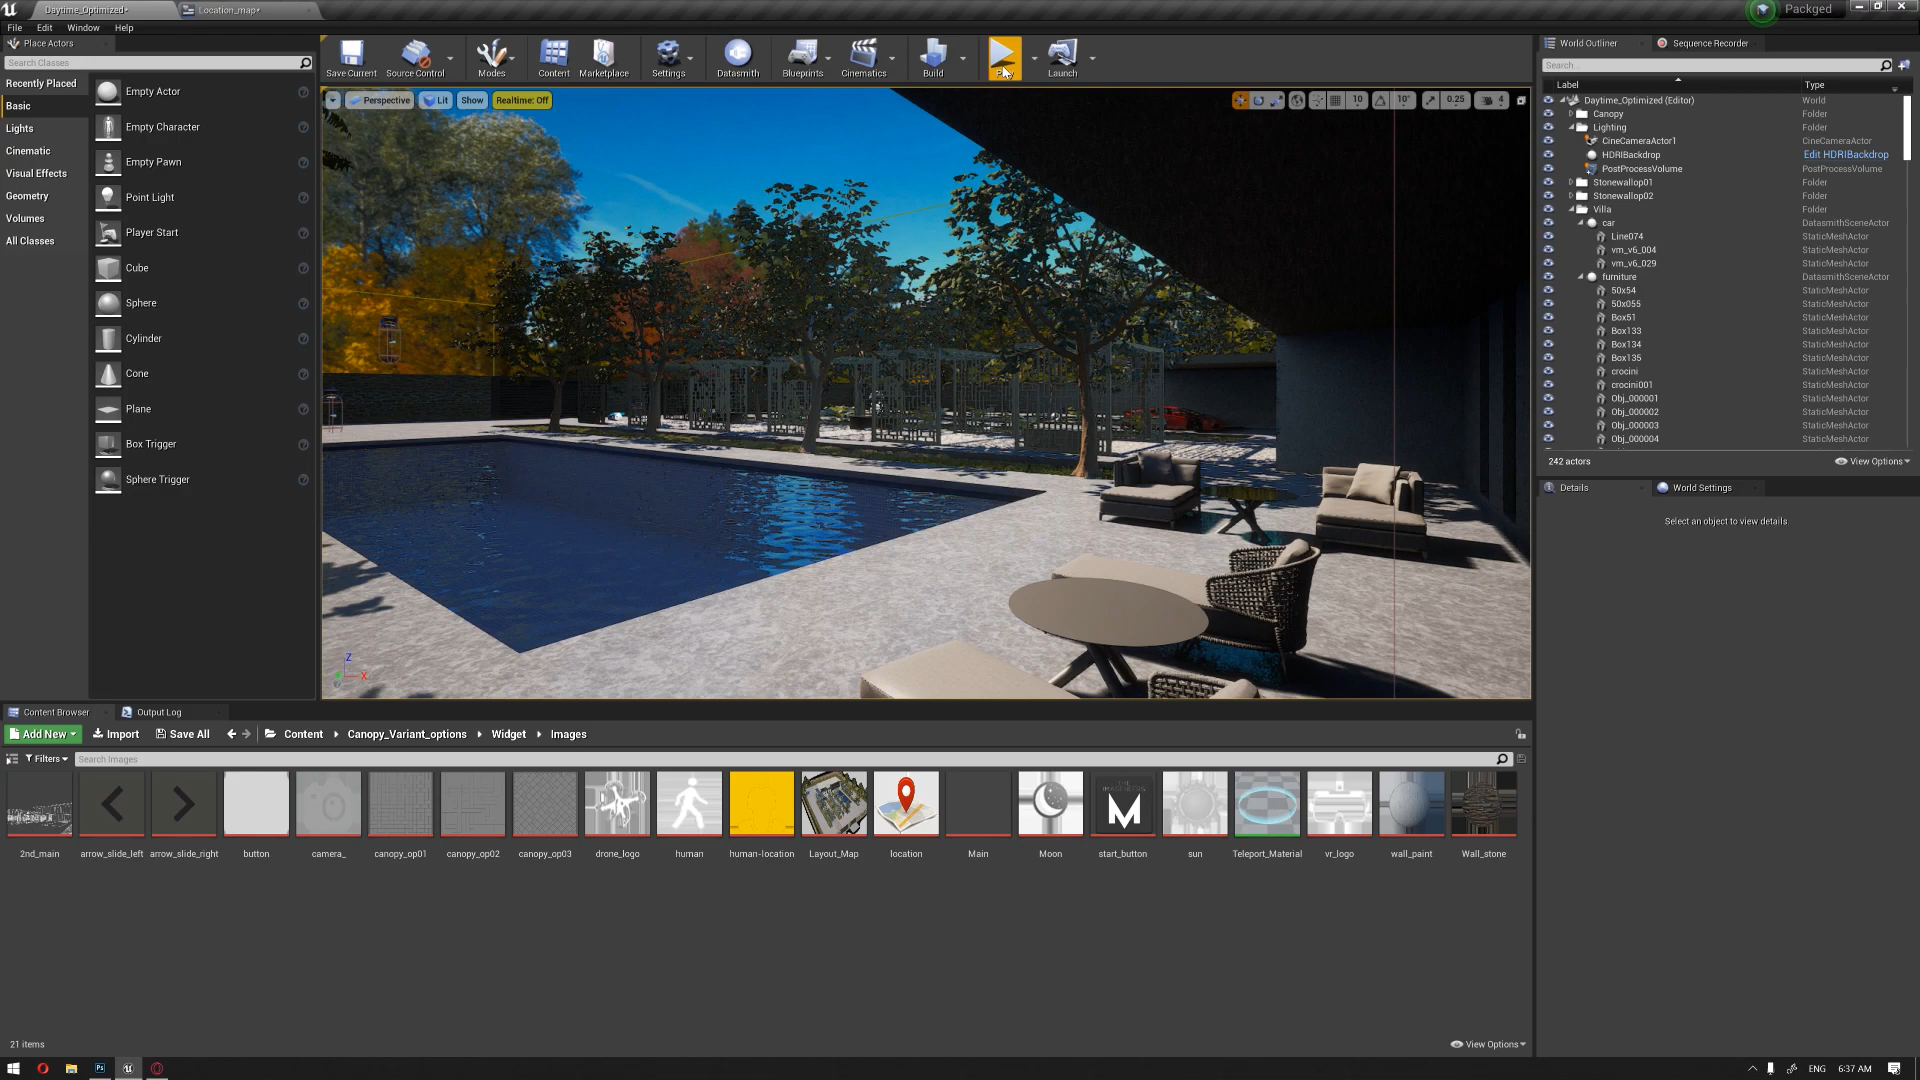 Daytime_Optimized*
Location_map*
Packged
File
Edit
Window
Help
Place Actors
Search Classes
Recently Placed
Basic
Lights
Cinematic
Visual Effects
Geometry
Volumes
All Classes
Empty Actor
Empty Character
Empty Pawn
Point Light
Player Start
Cube
Sphere
Cylinder
Cone
Plane
Box Trigger
Sphere Trigger
Save Current
Source Control
Modes
Content
Marketplace
Settings
Datasmith
Blueprints
Cinematics
Build
Launch
Perspective
Lit
Show
Realtime: Off
10
10°
0.25
4
Z
X
World Outliner
Sequence Recorder
Search...
Label
Type
Daytime_Optimized (Editor)
World
Canopy
Folder
Lighting
Folder
CineCameraActor1
CineCameraActor
HDRIBackdrop
Edit HDRIBackdrop
PostProcessVolume
PostProcessVolume
Stonewallop01
Folder
Stonewallop02
Folder
Villa
Folder
car
DatasmithSceneActor
Line074
StaticMeshActor
vm_v6_004
StaticMeshActor
vm_v6_029
StaticMeshActor
furniture
DatasmithSceneActor
50x54
StaticMeshActor
50x055
StaticMeshActor
Box51
StaticMeshActor
Box133
StaticMeshActor
Box134
StaticMeshActor
Box135
StaticMeshActor
crocini
StaticMeshActor
crocini001
StaticMeshActor
Obj_000001
StaticMeshActor
Obj_000002
StaticMeshActor
Obj_000003
StaticMeshActor
Obj_000004
StaticMeshActor
242 actors
View Options
Details
World Settings
Select an object to view details
Content Browser
Output Log
Add New
Import
Save All
Content
Canopy_Variant_options
Widget
Images
Filters
Search Images
2nd_main
arrow_slide_left
arrow_slide_right
button
camera_
canopy_op01
canopy_op02
canopy_op03
drone_logo
human
human-location
Layout_Map
location
Main
Moon
start_button
sun
Teleport_Material
vr_logo
wall_paint
Wall_stone
21 items
View Options
ENG
6:37 AM